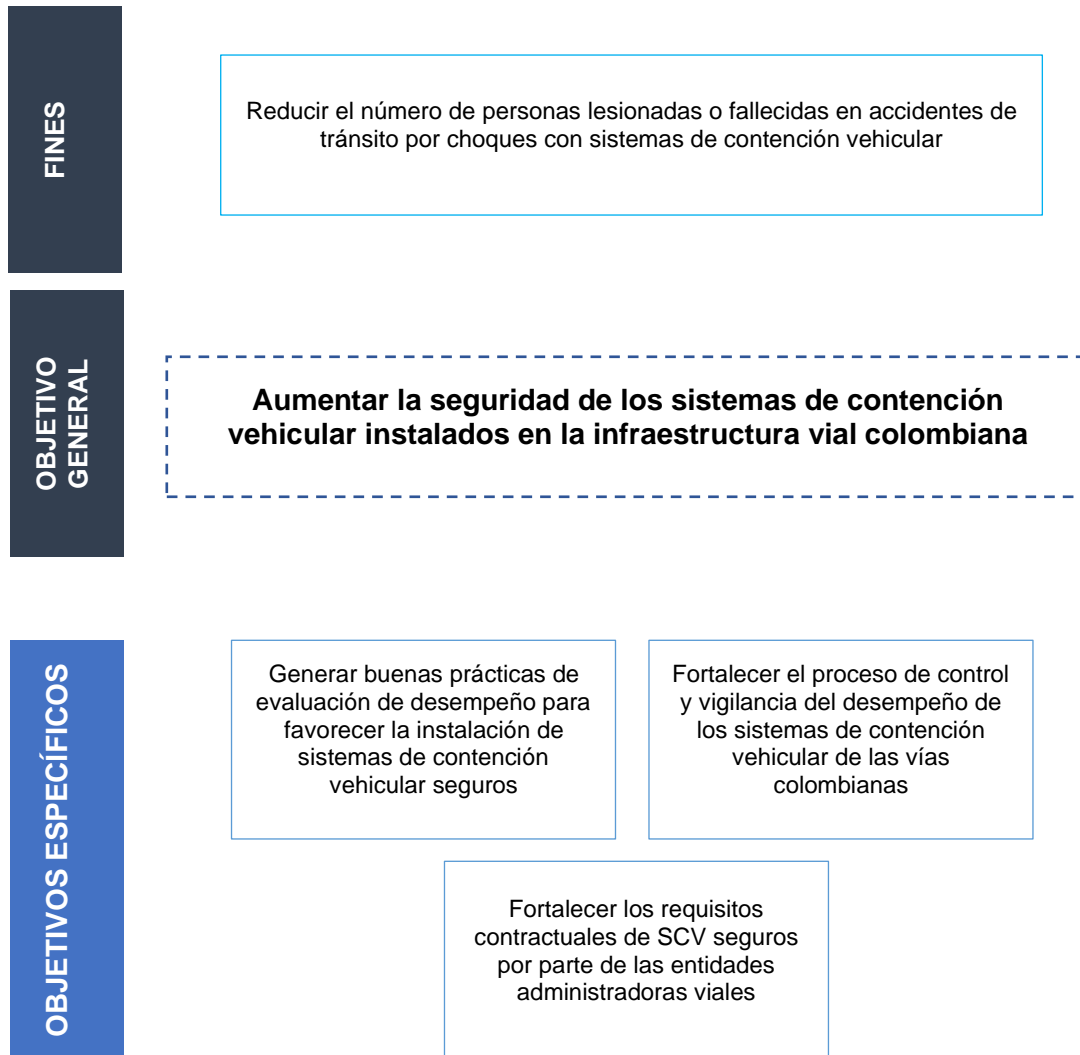 FINES
Reducir el número de personas lesionadas o fallecidas en accidentes de
tránsito por choques con sistemas de contención vehicular
OBJETIVO
GENERAL
Aumentar la seguridad de los sistemas de contención
vehicular instalados en la infraestructura vial colombiana
OBJETIVOS ESPECÍFICOS
Generar buenas prácticas de
evaluación de desempeño para
favorecer la instalación de
sistemas de contención
vehicular seguros
Fortalecer el proceso de control
y vigilancia del desempeño de
los sistemas de contención
vehicular de las vías
colombianas
Fortalecer los requisitos
contractuales de SCV seguros
por parte de las entidades
administradoras viales